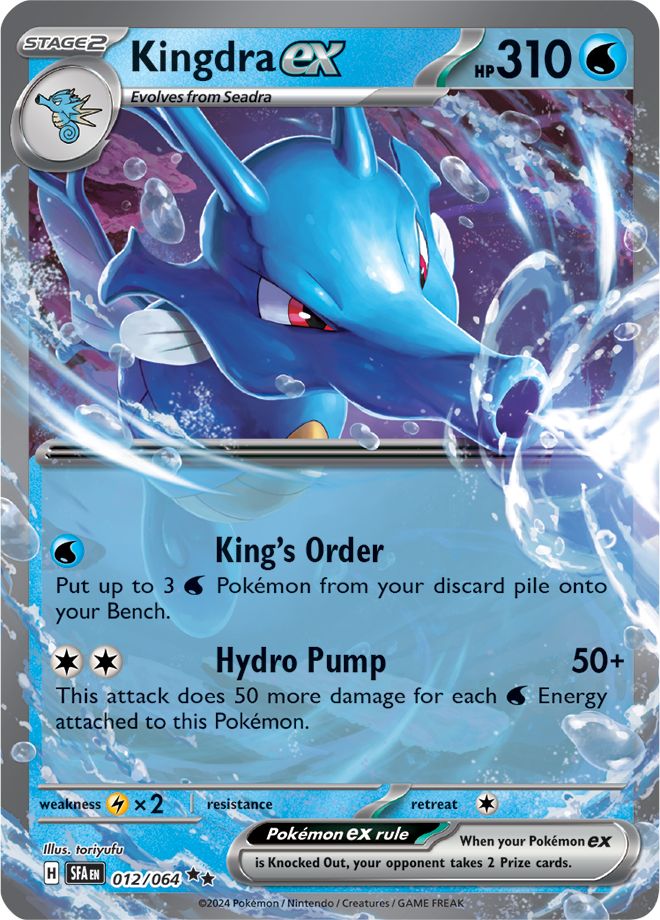 STAGE2
Kingdra ex
HP 310
Evolves from Seadra
King's Order
Put up to 3 Pokémon from your discard pile onto
your Bench.
Hydro Pump 50+
This attack does 50 more damage for each Energy
attached to this Pokémon.
weakness ×2 resistance retreat
Illus. toriyufu
Pokémon ex rule
When your Pokémon ex
is Knocked Out, your opponent takes 2 Prize cards.
H SFA EN 012/064 ★★
©2024 Pokémon / Nintendo / Creatures / GAME FREAK